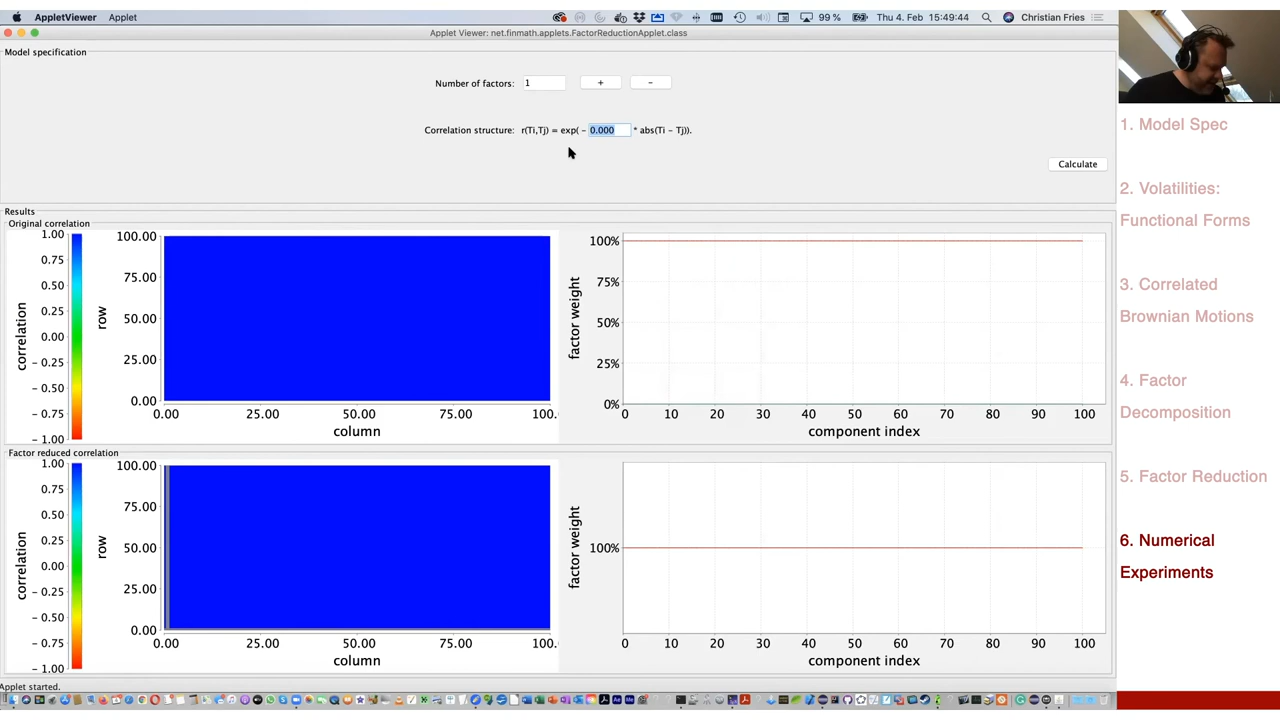 AppletViewer Applet 99 % Thu 4. Feb 15:49:44 Christian Fries
Applet Viewer: net.finmath.applets.FactorReductionApplet.class
Model specification
Number of factors: 1 + -
Correlation structure: r(Ti,Tj) = exp( - 0.000 * abs(Ti - Tj)).
Calculate
Results
Original correlation
correlation
1.00
0.75
0.50
0.25
0.00
- 0.25
- 0.50
- 0.75
- 1.00
row
100.00
75.00
50.00
25.00
0.00
0.00 25.00 50.00 75.00 100.
column
factor weight
100%
75%
50%
25%
0%
0 10 20 30 40 50 60 70 80 90 100
component index
Factor reduced correlation
correlation
1.00
0.75
0.50
0.25
0.00
- 0.25
- 0.50
- 0.75
- 1.00
row
100.00
75.00
50.00
25.00
0.00
0.00 25.00 50.00 75.00 100.
column
factor weight
100%
0 10 20 30 40 50 60 70 80 90 100
component index
Applet started.
1. Model Spec
2. Volatilities:
Functional Forms
3. Correlated
Brownian Motions
4. Factor
Decomposition
5. Factor Reduction
6. Numerical
Experiments